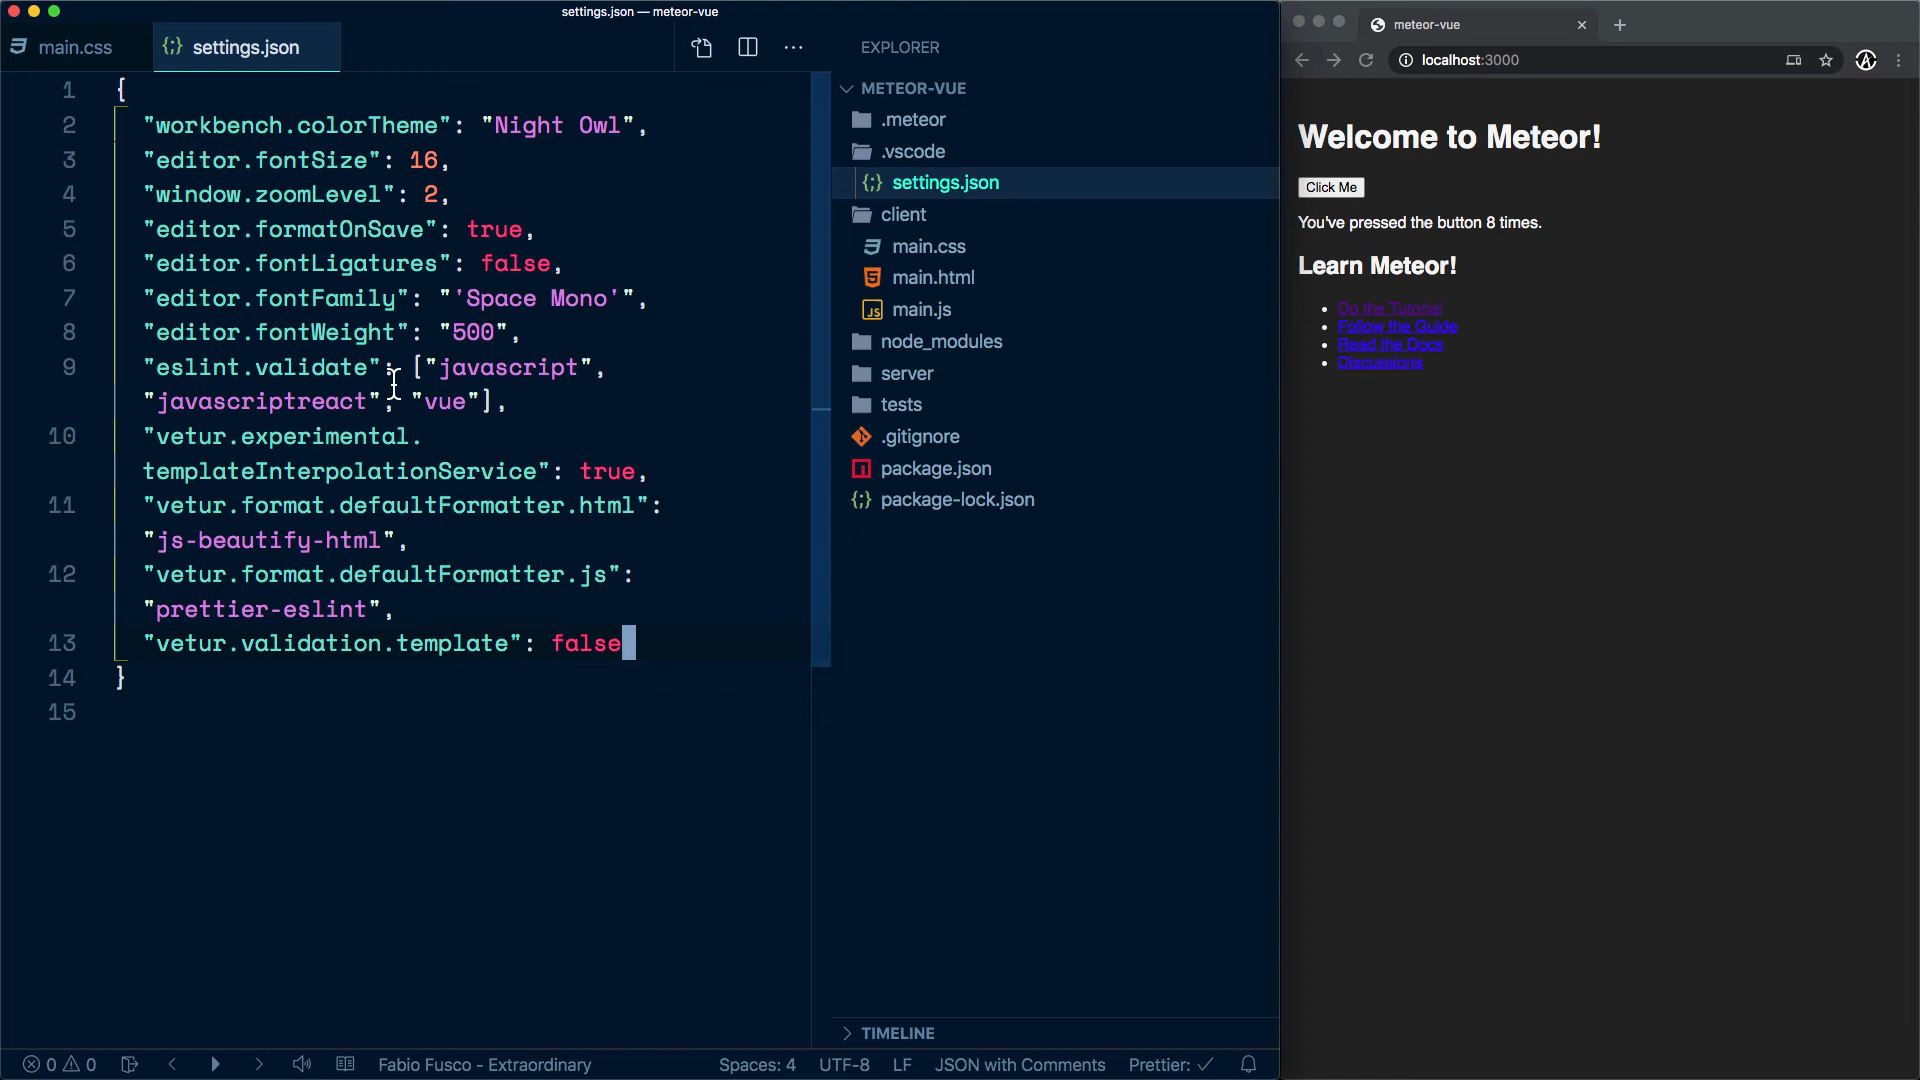 settings.json — meteor-vue
main.css
{;} settings.json
1 {
2 "workbench.colorTheme": "Night Owl",
3 "editor.fontSize": 16,
4 "window.zoomLevel": 2,
5 "editor.formatOnSave": true,
6 "editor.fontLigatures": false,
7 "editor.fontFamily": "'Space Mono'",
8 "editor.fontWeight": "500",
9 "eslint.validate": ["javascript",
"javascriptreact", "vue"],
10 "vetur.experimental.
templateInterpolationService": true,
11 "vetur.format.defaultFormatter.html":
"js-beautify-html",
12 "vetur.format.defaultFormatter.js":
"prettier-eslint",
13 "vetur.validation.template": false
14 }
15
EXPLORER
METEOR-VUE
.meteor
.vscode
{;} settings.json
client
main.css
5 main.html
JS main.js
node_modules
server
tests
.gitignore
package.json
{;} package-lock.json
TIMELINE
0 0
Fabio Fusco - Extraordinary
Spaces: 4
UTF-8
LF
JSON with Comments
Prettier: ✓
meteor-vue
localhost:3000
Welcome to Meteor!
Click Me
You've pressed the button 8 times.
Learn Meteor!
Do the Tutorial
Follow the Guide
Read the Docs
Discussions